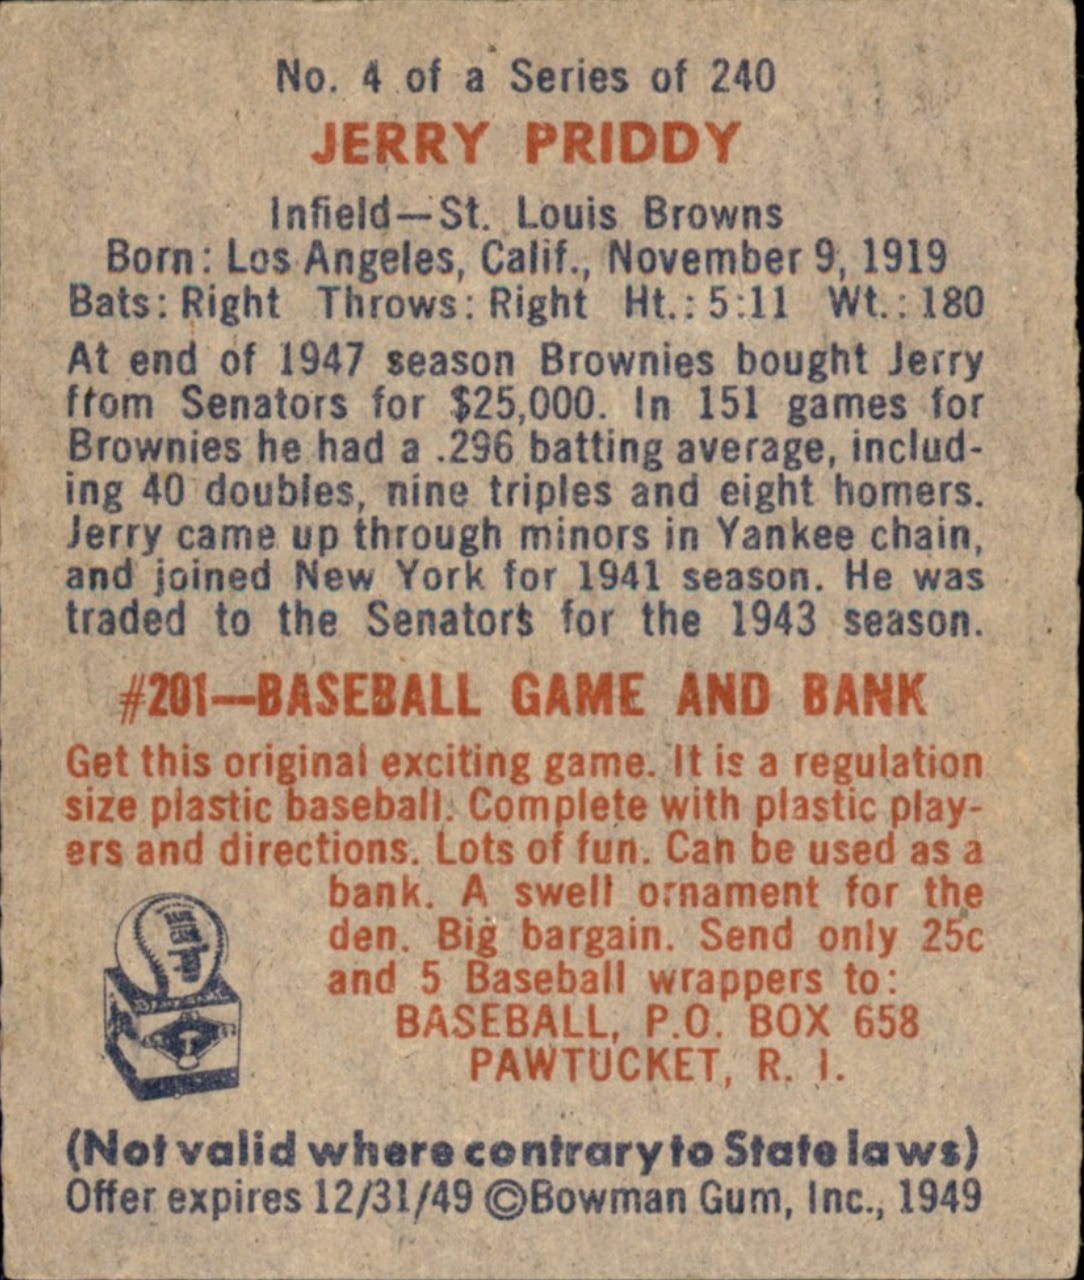 No. 4 of a Series of 240
JERRY PRIDDY
Infield—St. Louis Browns
Born: Los Angeles, Calif., November 9, 1919
Bats: Right Throws: Right Ht.: 5:11 Wt.: 180
At end of 1947 season Brownies bought Jerry
from Senators for $25,000. In 151 games for
Brownies he had a .296 batting average, includ-
ing 40 doubles, nine triples and eight homers.
Jerry came up through minors in Yankee chain,
and joined New York for 1941 season. He was
traded to the Senators for the 1943 season.
#201—BASEBALL GAME AND BANK
Get this original exciting game. It is a regulation
size plastic baseball. Complete with plastic play-
ers and directions. Lots of fun. Can be used as a
bank. A swell ornament for the
den. Big bargain. Send only 25c
and 5 Baseball wrappers to:
BASEBALL, P.O. BOX 658
PAWTUCKET, R. I.
(Not valid where contrary to State laws)
Offer expires 12/31/49 ©Bowman Gum, Inc., 1949